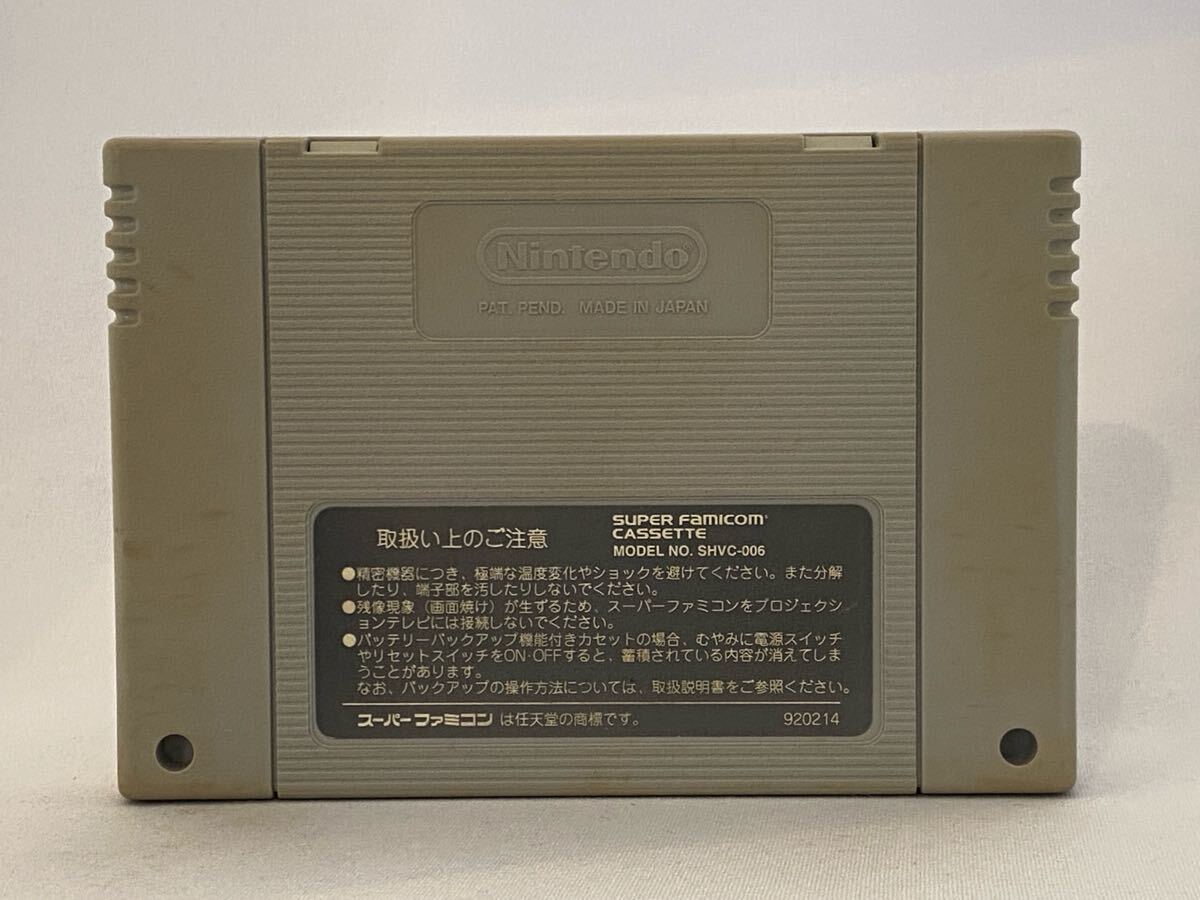 Nintendo®
PAT. PEND. MADE IN JAPAN
取扱い上のご注意
SUPER FAMICOM
CASSETTE
MODEL NO. SHVC-006
●精密機器につき、極端な温度変化やショックを避けてください。また分解
したり、端子部を汚したりしないでください。
●残像現象(画面焼け)が生ずるため、スーパーファミコンをプロジェクシ
ョンテレビには接続しないでください。
●バッテリーバックアップ機能付きカセットの場合、むやみに電源スイッチ
やリセットスイッチをON·OFFすると、蓄積されている内容が消えてしま
うことがあります。
なお、バックアップの操作方法については、取扱説明書をご参照ください。
スーパーファミコン は任天堂の商標です。 920214